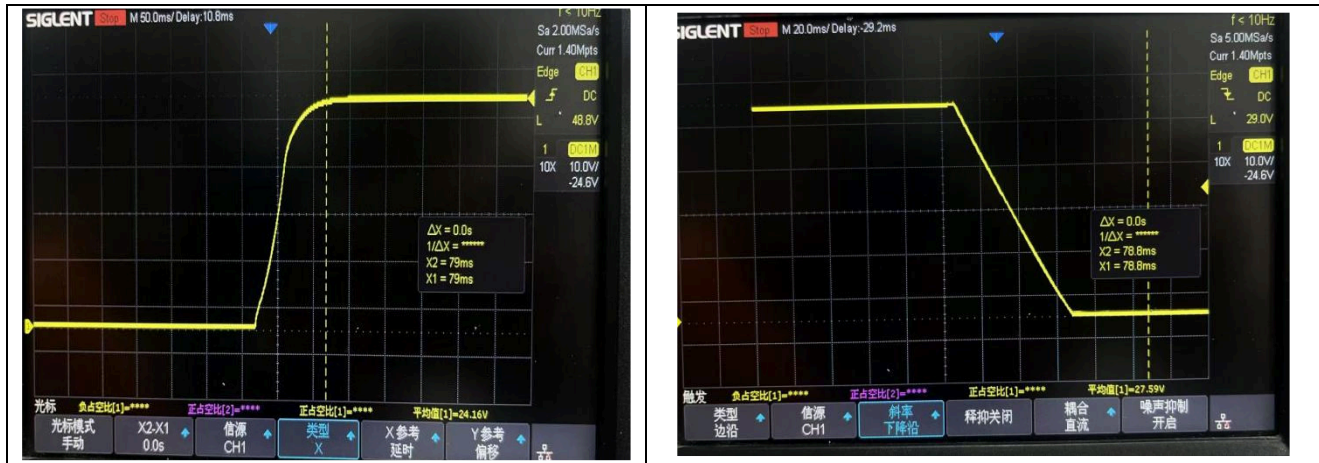 SIGLENT Stop M 50.0ms/ Delay:10.8ms
f < 10Hz
Sa 2.00MSa/s
Curr 1.40Mpts
Edge CH1
DC
L 48.8V
1 DC1M
10X 10.0V/
-24.6V
ΔX = 0.0s
1/ΔX = ******
X2 = 79ms
X1 = 79ms
光标 负占空比[1]=**** 正占空比[2]=**** 正占空比[1]=**** 平均值[1]=24.16V
光标模式 X2-X1 信源 类型 X参考 Y参考
手动 0.0s CH1 X 延时 偏移
SIGLENT Stop M 20.0ms/ Delay:-29.2ms
f < 10Hz
Sa 5.00MSa/s
Curr 1.40Mpts
Edge CH1
DC
L 29.0V
1 DC1M
10X 10.0V/
-24.6V
ΔX = 0.0s
1/ΔX = ******
X2 = 78.8ms
X1 = 78.8ms
触发 负占空比[1]=**** 正占空比[2]=**** 正占空比[1]=**** 平均值[1]=27.59V
类型 信源 斜率 释抑关闭 耦合 噪声抑制
边沿 CH1 下降沿 直流 开启